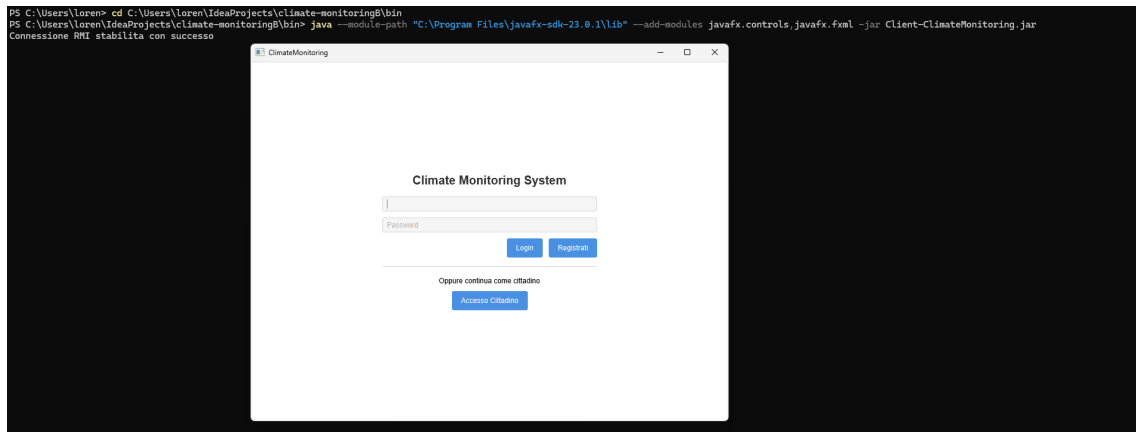 PS C:\Users\loren> cd C:\Users\loren\IdeaProjects\climate-monitoringB\bin
PS C:\Users\loren\IdeaProjects\climate-monitoringB\bin> java --module-path "C:\Program Files\javafx-sdk-23.0.1\lib" --add-modules javafx.controls,javafx.fxml -jar Client-ClimateMonitoring.jar
Connessione RMI stabilita con successo
ClimateMonitoring
Climate Monitoring System
Password
Login Registrati
Oppure continua come cittadino
Accesso Cittadino